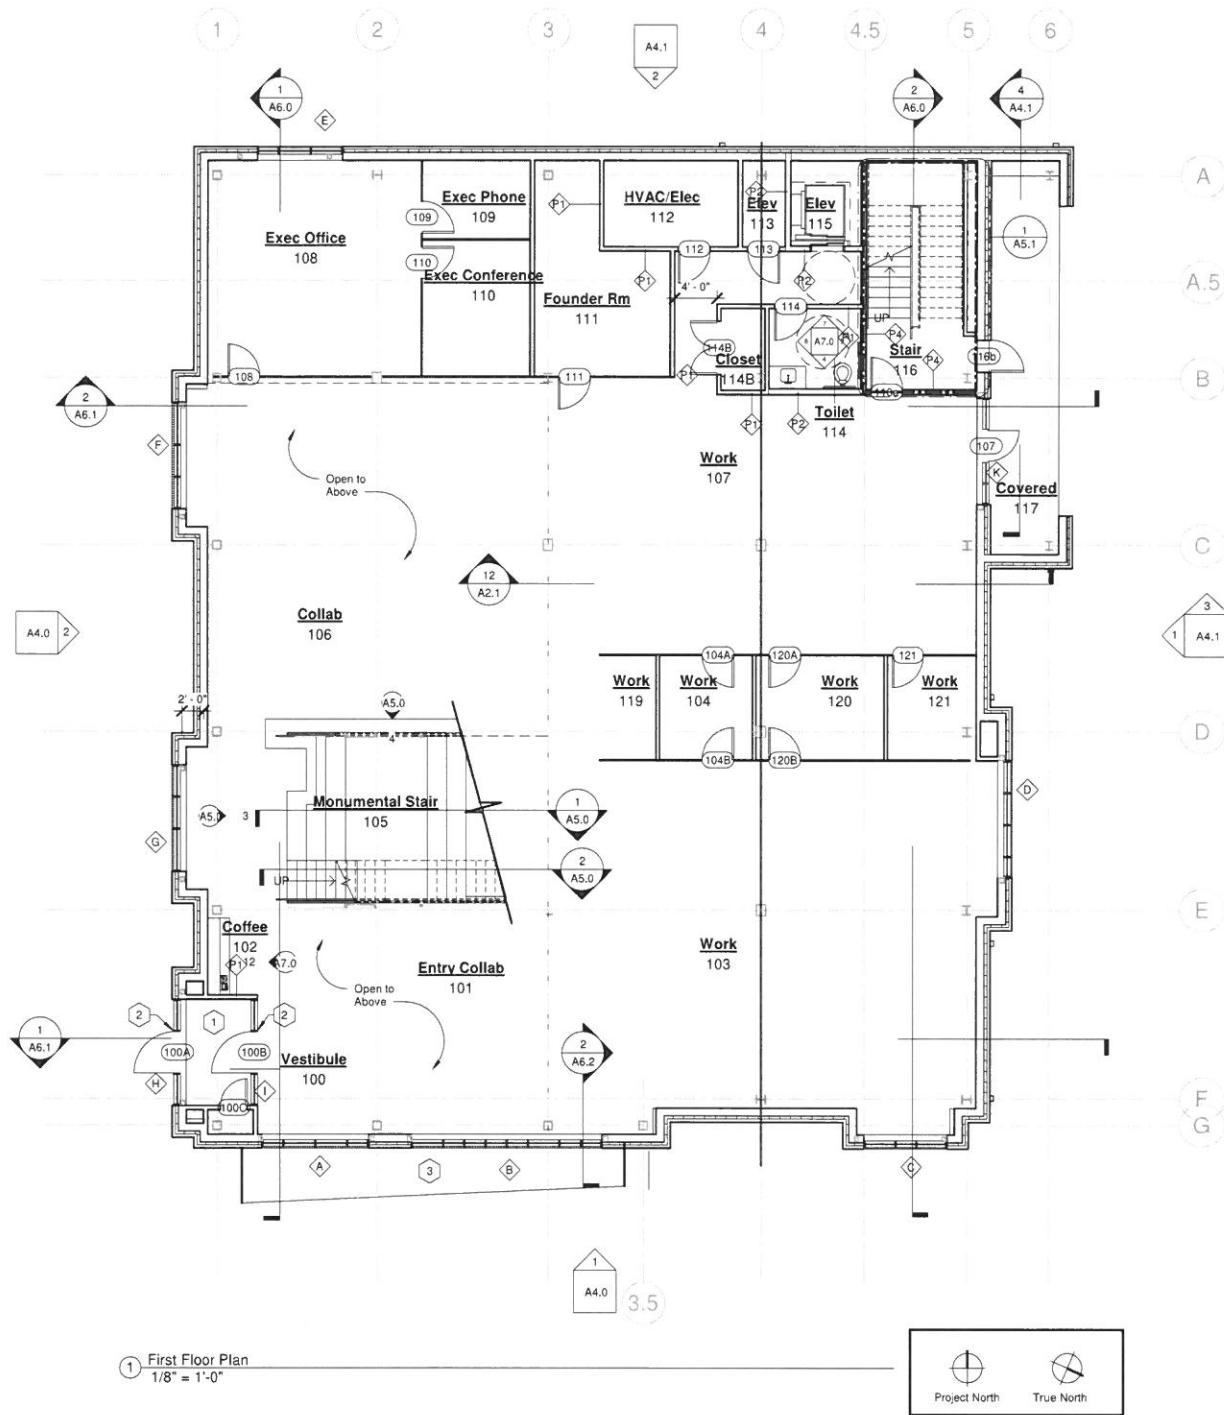 1
2
3
4
4.5
5
6
A4.1
2
1
A6.0
E
2
A6.0
4
A4.1
A
Exec Phone
109
HVAC/Elec
112
P2
Elev
113
Elev
115
P1
109
Exec Office
108
1
A5.1
112
113
110
Exec Conference
110
P1
P2
A.5
4' - 0"
Founder Rm
111
114
UP
A7.0
P1
P4
114B
Closet
114B
Stair
116
P4
116b
108
111
P1
B
2
A6.1
Toilet
114
P1
P2
F
107
Work
107
K
Open to
Above
Covered
117
C
12
A2.1
Collab
106
A4.0
2
3
1
A4.1
104A
120A
121
Work
119
Work
104
Work
120
Work
121
2' - 0"
A5.0
4
D
104B
120B
Monumental Stair
105
D
A5.0
3
1
A5.0
G
2
A5.0
UP
E
Coffee
102
P1
12
A7.0
Work
103
Entry Collab
101
Open to
Above
2
1
2
1
A6.1
100A
100B
Vestibule
100
2
A6.2
H
I
100C
F
G
A
3
B
C
1
A4.0
3.5
1
First Floor Plan
1/8" = 1'-0"
Project North
True North